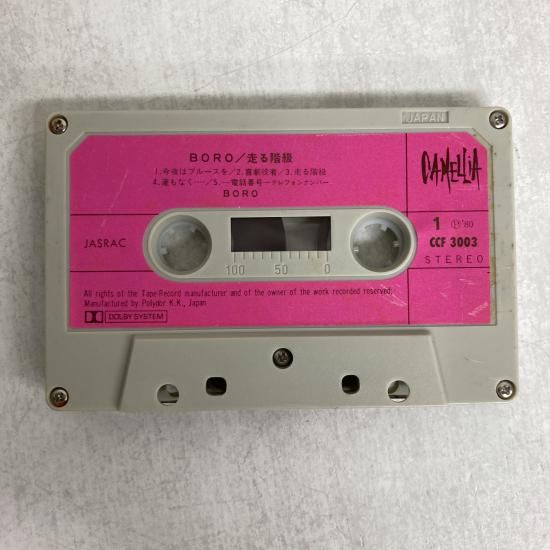 JAPAN
BORO/走る階級
1.今夜はブルースを/2.喜劇役者/3.走る階級
4.運もなく…/5.―電話番号―テレフォンナンバー
BORO
CAMELLiA
JASRAC
1 Ⓟ'80
CCF 3003
STEREO
100 50 0
All rights of the Tape-Record manufacturer and of the owner of the work recorded reserved.
Manufactured by Polydor K.K., Japan
DOLBY SYSTEM